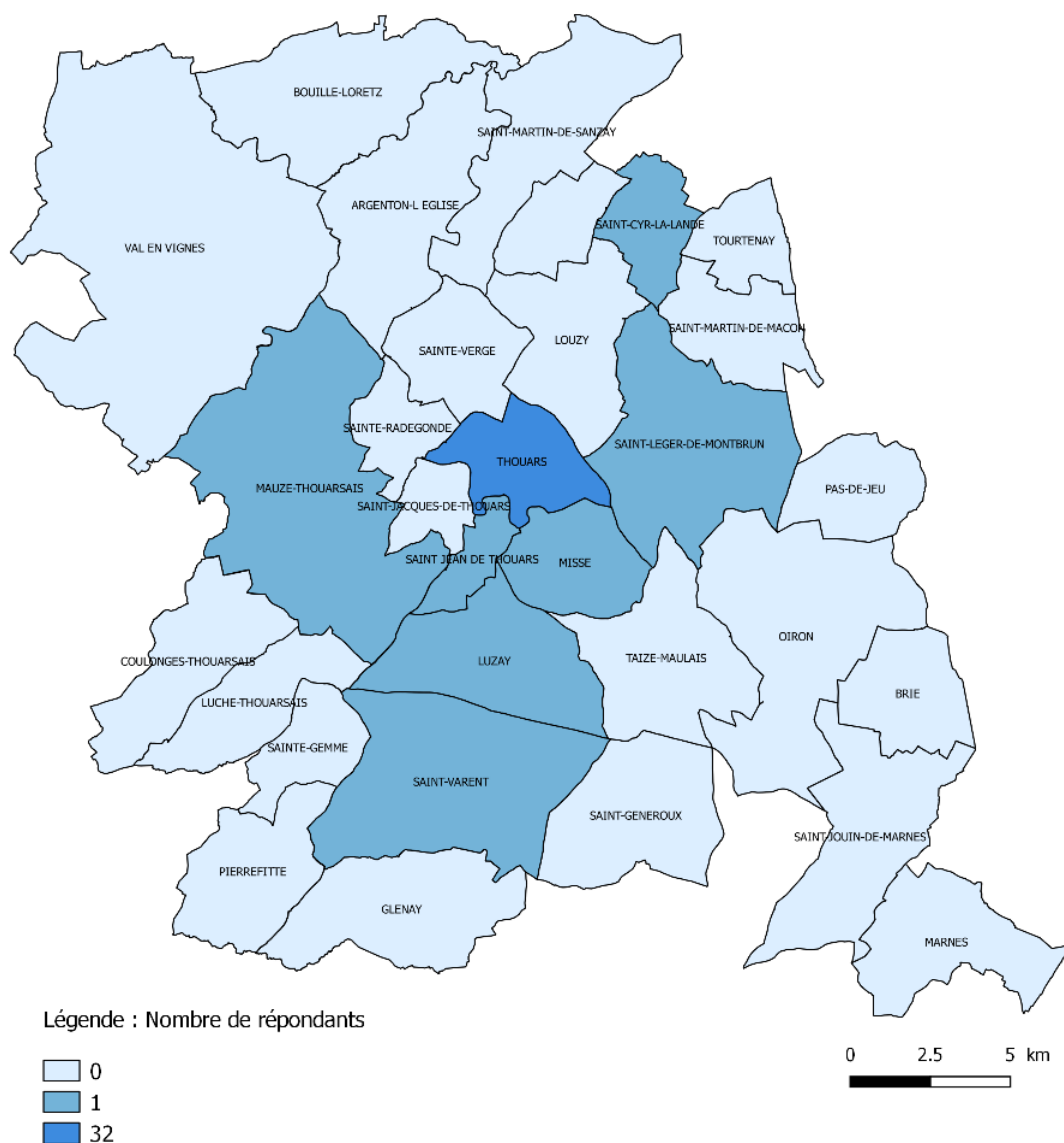 BOUILLE-LORETZ
SAINT-MARTIN-DE-SANZAY
ARGENTON-L EGLISE
SAINT-CYR-LA-LANDE
TOURTENAY
VAL EN VIGNES
SAINT-MARTIN-DE-MACON
LOUZY
SAINTE-VERGE
SAINTE-RADEGONDE
SAINT-LEGER-DE-MONTBRUN
THOUARS
MAUZE-THOUARSAIS
PAS-DE-JEU
SAINT-JACQUES-DE-THOUARS
SAINT JEAN DE THOUARS
MISSE
OIRON
TAIZE-MAULAIS
COULONGES-THOUARSAIS
LUZAY
BRIE
LUCHE-THOUARSAIS
SAINTE-GEMME
SAINT-VARENT
SAINT-GENEROUX
SAINT-JOUIN-DE-MARNES
PIERREFITTE
GLENAY
MARNES
Légende : Nombre de répondants
0
1
32
0 2.5 5 km